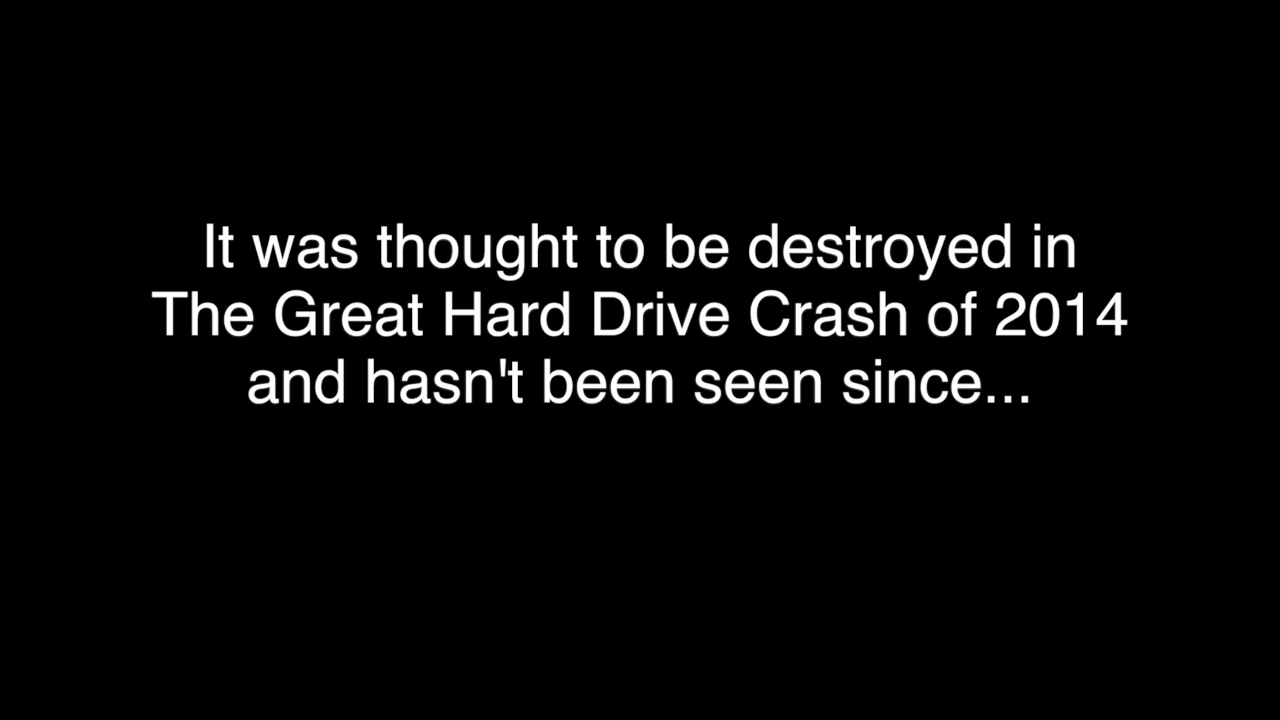 It was thought to be destroyed in
The Great Hard Drive Crash of 2014
and hasn't been seen since...